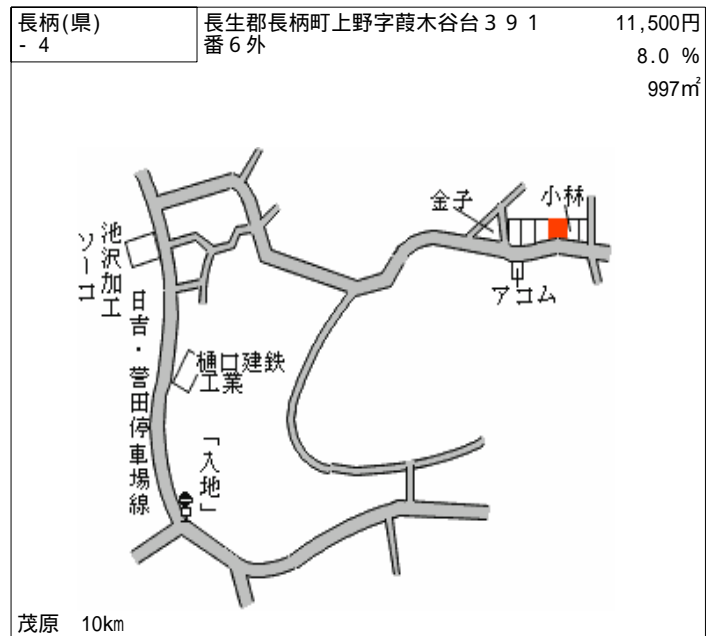 長柄(県)
- 4
長生郡長柄町上野字葭木谷台３９１
番６外
11,500円
8.0 %
997㎡
金子
小林
アコム
池沢加工
ソーコ
日吉・誉田停車場線
樋口建鉄
工業
「入地」
茂原 10km